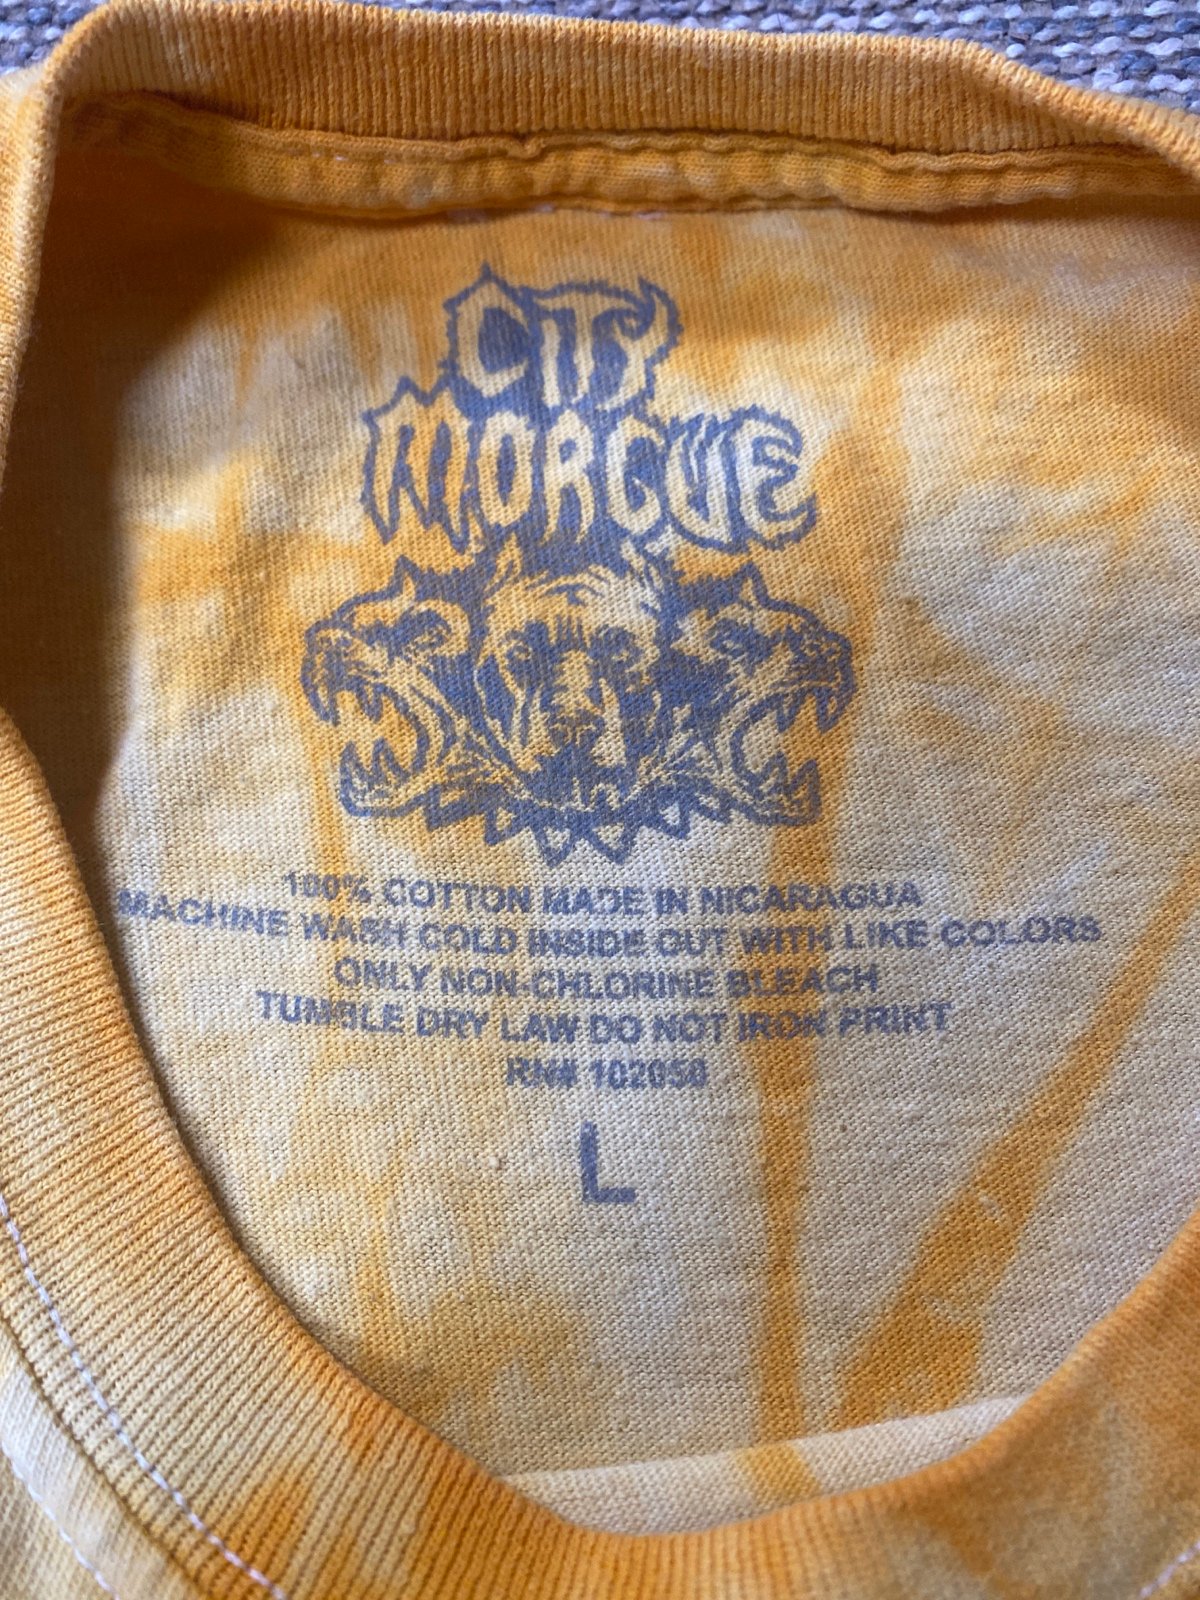 CITY
MORGUE
100% COTTON MADE IN NICARAGUA
MACHINE WASH COLD INSIDE OUT WITH LIKE COLORS
ONLY NON-CHLORINE BLEACH
TUMBLE DRY LAW DO NOT IRON PRINT
RN# 102050
L